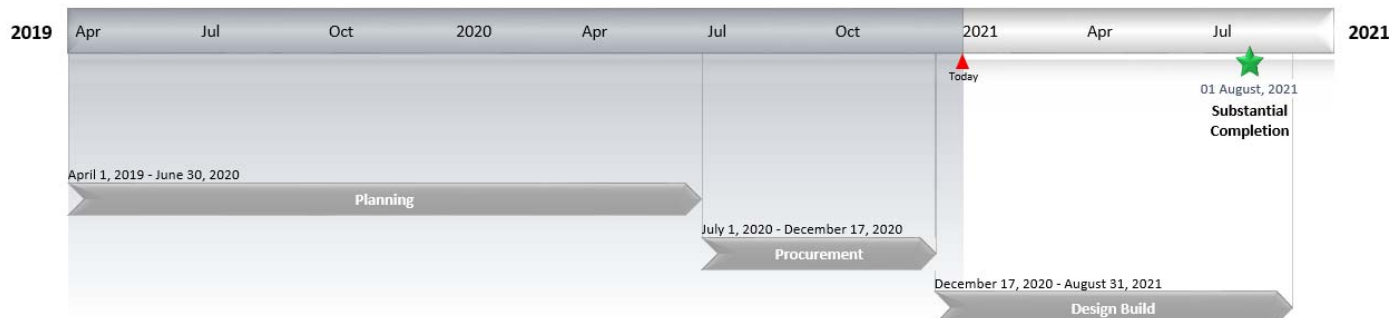 2019 Apr Jul Oct 2020 Apr Jul Oct 2021 Apr Jul 2021
Today
01 August, 2021
Substantial
Completion
April 1, 2019 - June 30, 2020
Planning
July 1, 2020 - December 17, 2020
Procurement
December 17, 2020 - August 31, 2021
Design Build